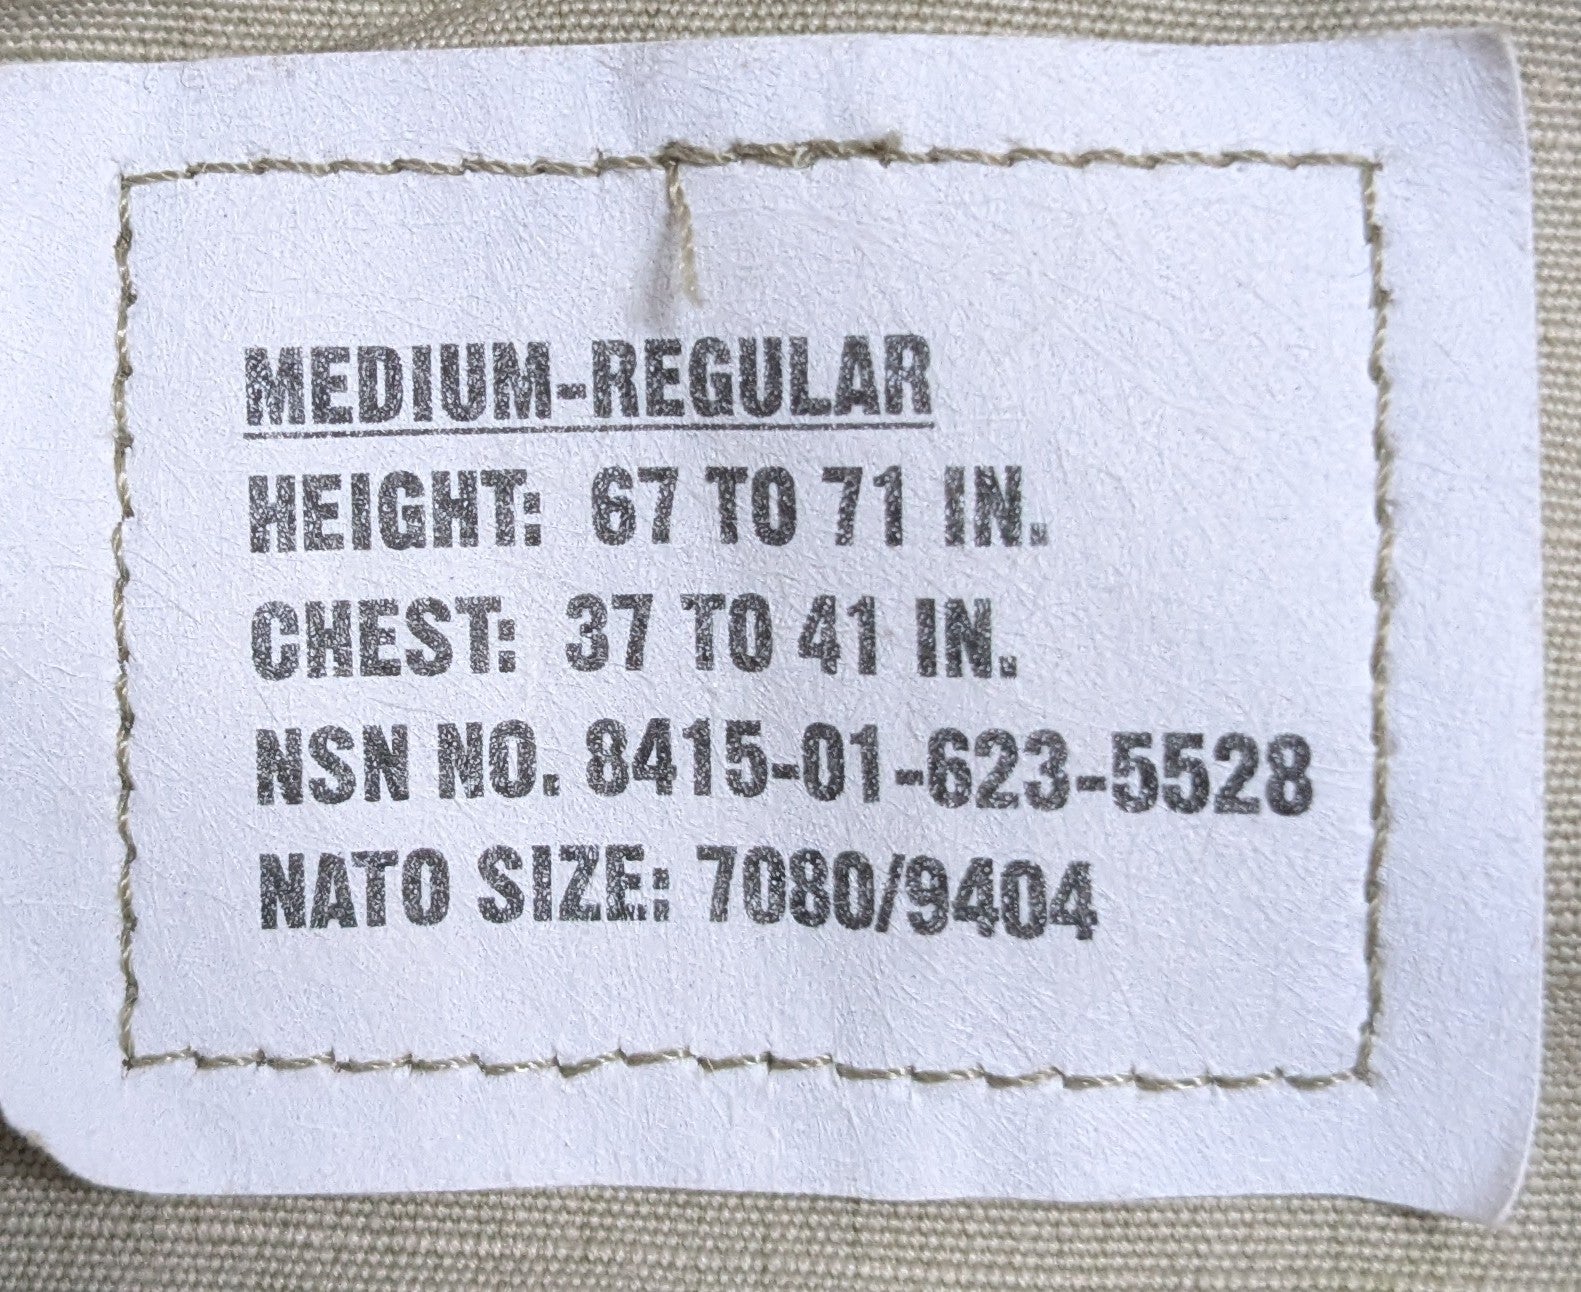 MEDIUM-REGULAR
HEIGHT: 67 TO 71 IN.
CHEST: 37 TO 41 IN.
NSN NO. 8415-01-623-5528
NATO SIZE: 7080/9404